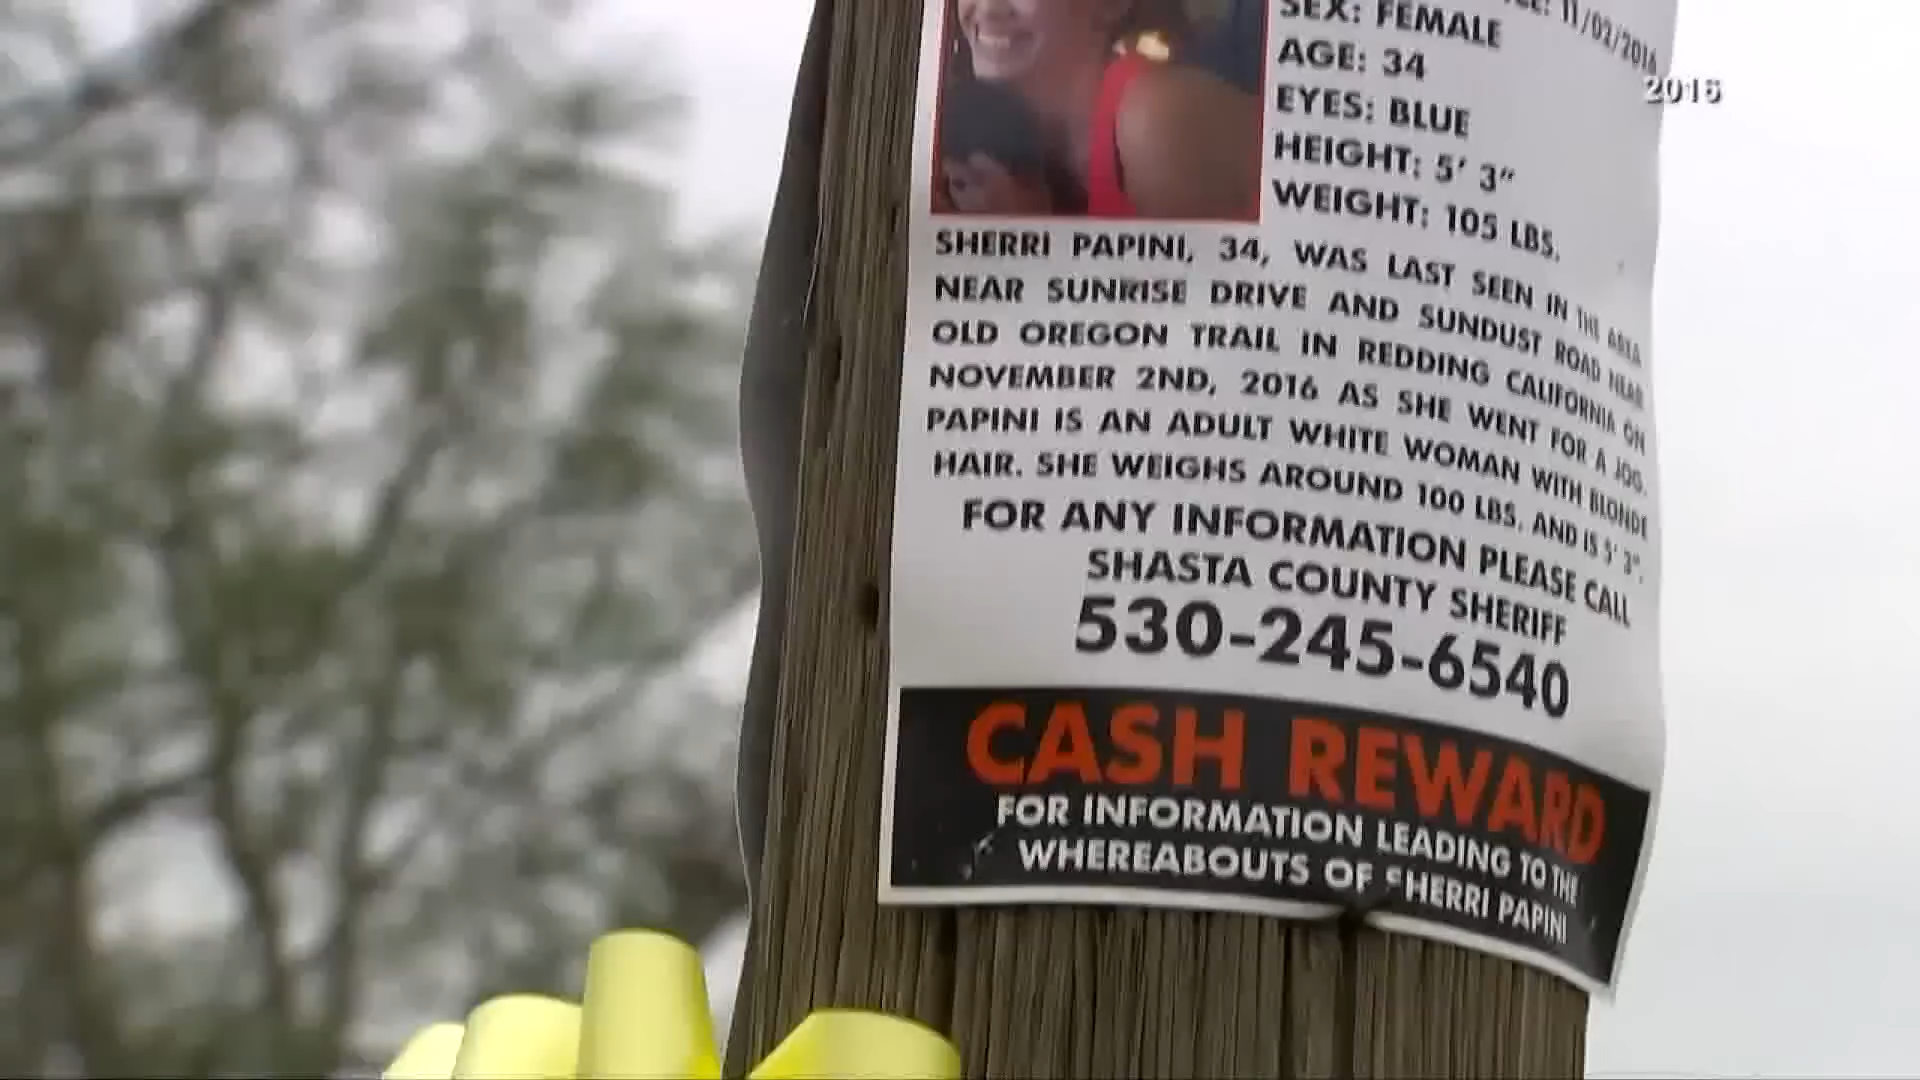 11/02/2016
SEX: FEMALE
2016
AGE: 34
EYES: BLUE
HEIGHT: 5' 3"
WEIGHT: 105 LBS.
SHERRI PAPINI, 34, WAS LAST SEEN IN THE AREA
NEAR SUNRISE DRIVE AND SUNDUST ROAD NEAR
OLD OREGON TRAIL IN REDDING CALIFORNIA ON
NOVEMBER 2ND, 2016 AS SHE WENT FOR A JOG.
PAPINI IS AN ADULT WHITE WOMAN WITH BLONDE
HAIR. SHE WEIGHS AROUND 100 LBS. AND IS 5' 3".
FOR ANY INFORMATION PLEASE CALL
SHASTA COUNTY SHERIFF
530-245-6540
CASH REWARD
FOR INFORMATION LEADING TO THE
WHEREABOUTS OF SHERRI PAPINI